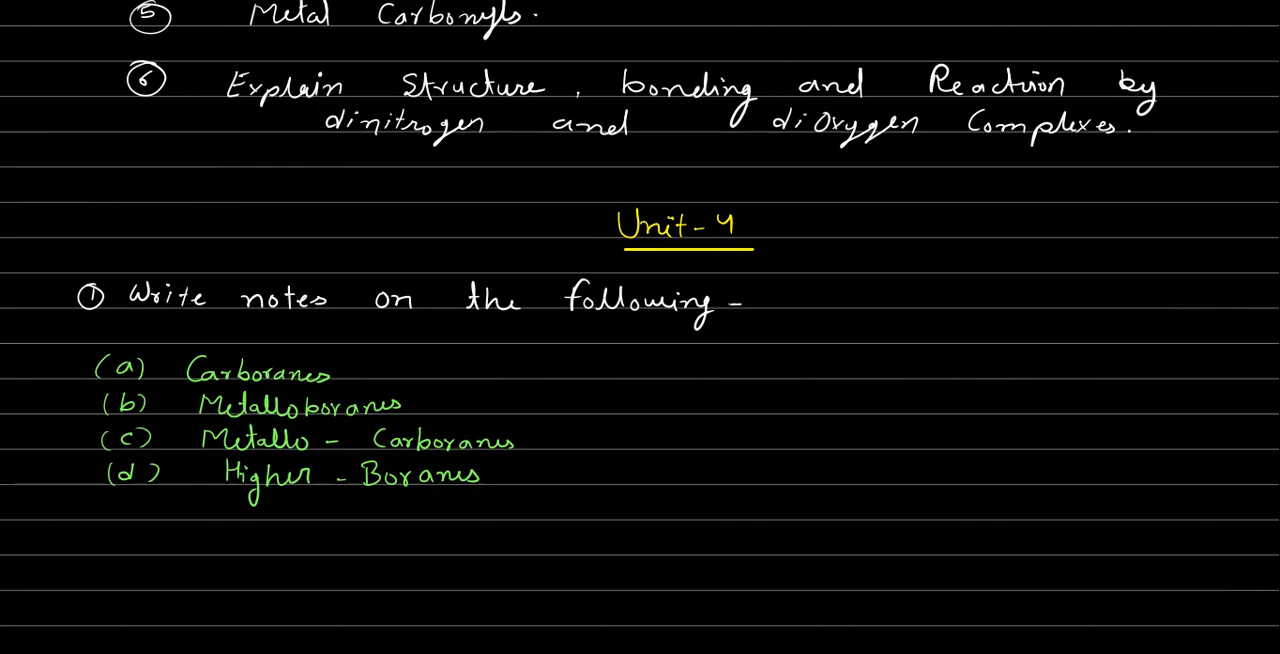 ⑤ Metal Carbonyls.
⑥ Explain Structure, bonding and Reaction by
dinitrogen and diOxygen Complexes.
Unit-4
① Write notes on the following -
(a) Carboranes
(b) Metalloboranes
(c) Metallo - Carboranes
(d) Higher - Boranes